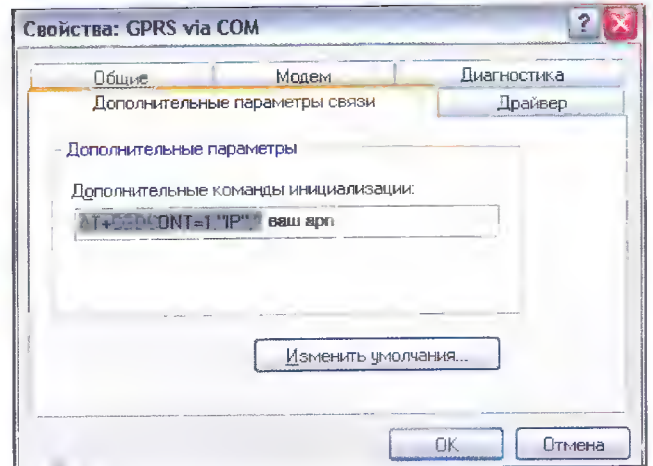 Свойства: GPRS via COM
Общие Модем Диагностика
Дополнительные параметры связи Драйвер
Дополнительные параметры
Дополнительные команды инициализации:
ONT=1,"IP"," ваш apn
Изменить умолчания...
OK Отмена